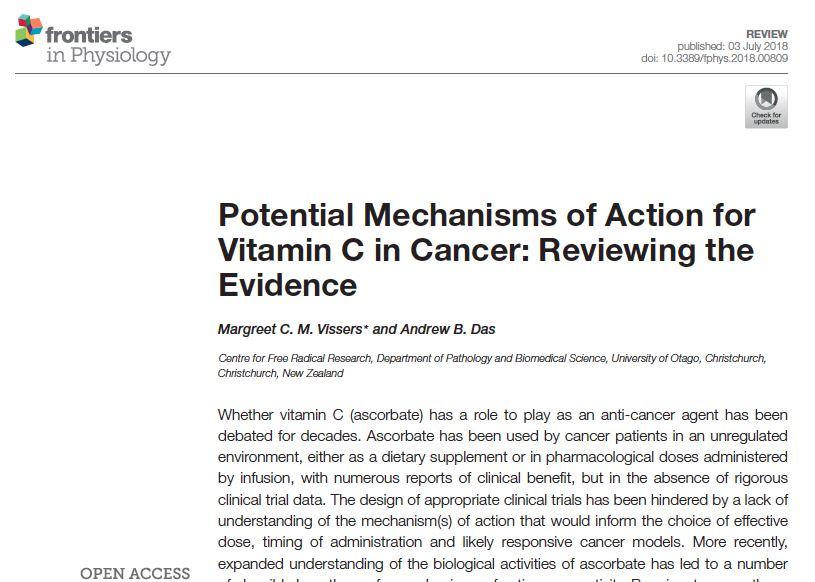 frontiers
in Physiology
REVIEW
published: 03 July 2018
doi: 10.3389/fphys.2018.00809
Check for
updates
Potential Mechanisms of Action for
Vitamin C in Cancer: Reviewing the
Evidence
Margreet C. M. Vissers* and Andrew B. Das
Centre for Free Radical Research, Department of Pathology and Biomedical Science, University of Otago, Christchurch,
Christchurch, New Zealand
Whether vitamin C (ascorbate) has a role to play as an anti-cancer agent has been
debated for decades. Ascorbate has been used by cancer patients in an unregulated
environment, either as a dietary supplement or in pharmacological doses administered
by infusion, with numerous reports of clinical benefit, but in the absence of rigorous
clinical trial data. The design of appropriate clinical trials has been hindered by a lack of
understanding of the mechanism(s) of action that would inform the choice of effective
dose, timing of administration and likely responsive cancer models. More recently,
expanded understanding of the biological activities of ascorbate has led to a number
OPEN ACCESS